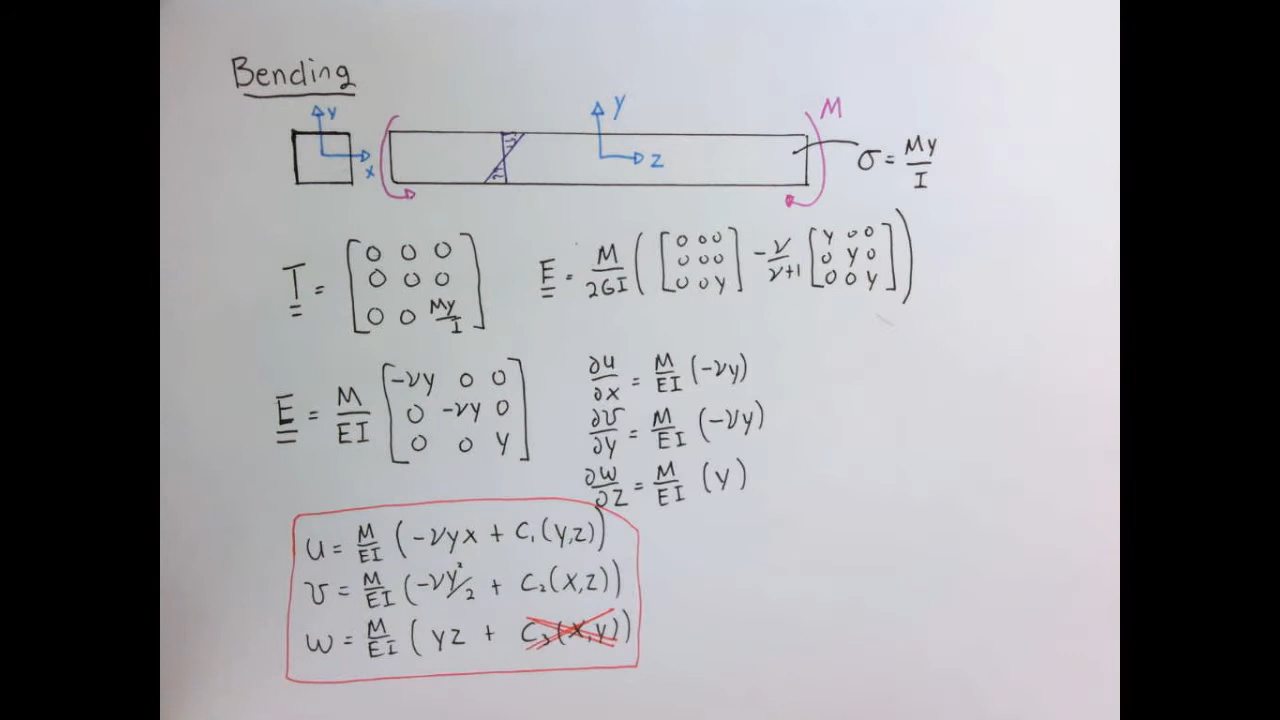 Bending
y x y z M σ = My/I
T = [0 0 0; 0 0 0; 0 0 My/I] E = M/2GI ([0 0 0; 0 0 0; 0 0 y] - ν/ν+1 [y 0 0; 0 y 0; 0 0 y])
E = M/EI [-νy 0 0; 0 -νy 0; 0 0 y]
∂u/∂x = M/EI (-νy)
∂v/∂y = M/EI (-νy)
∂w/∂z = M/EI (y)
u = M/EI (-νyx + C₁(y,z))
v = M/EI (-νy²/2 + C₂(x,z))
w = M/EI (yz + C₃(x,y))